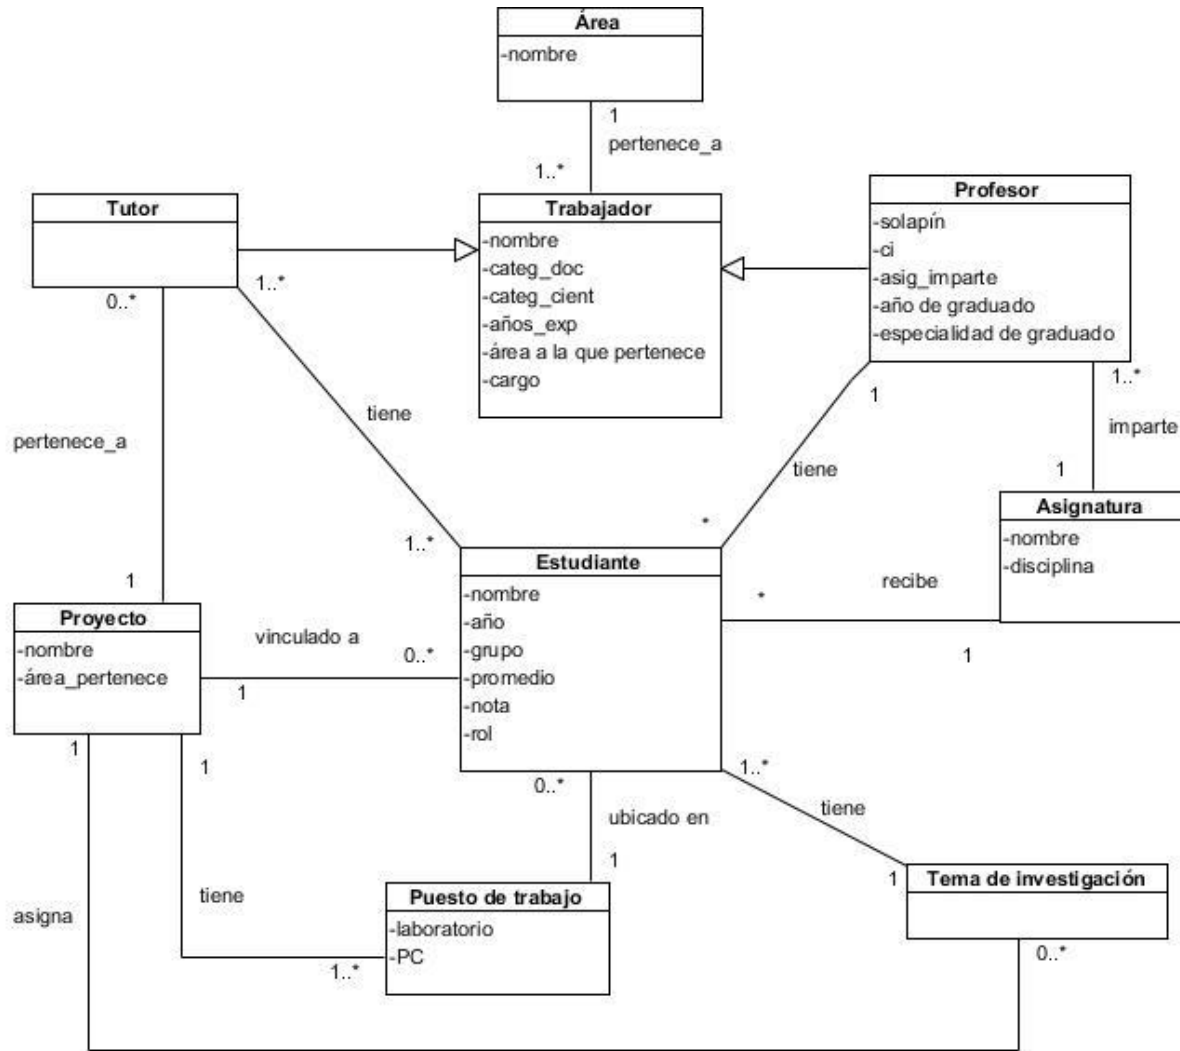 Área
-nombre
1
pertenece_a
1..*
Tutor
Trabajador
-nombre
-categ_doc
-categ_cient
-años_exp
-área a la que pertenece
-cargo
Profesor
-solapín
-ci
-asig_imparte
-año de graduado
-especialidad de graduado
0..*
1..*
1
1..*
tiene
pertenece_a
imparte
tiene
1
1..*
*
Asignatura
-nombre
-disciplina
Estudiante
-nombre
-año
-grupo
-promedio
-nota
-rol
recibe
*
1
1
Proyecto
-nombre
-área_pertenece
vinculado a
0..*
1
1
1
0..*
1..*
ubicado en
tiene
1
1
Tema de investigación
Puesto de trabajo
-laboratorio
-PC
tiene
asigna
1..*
0..*